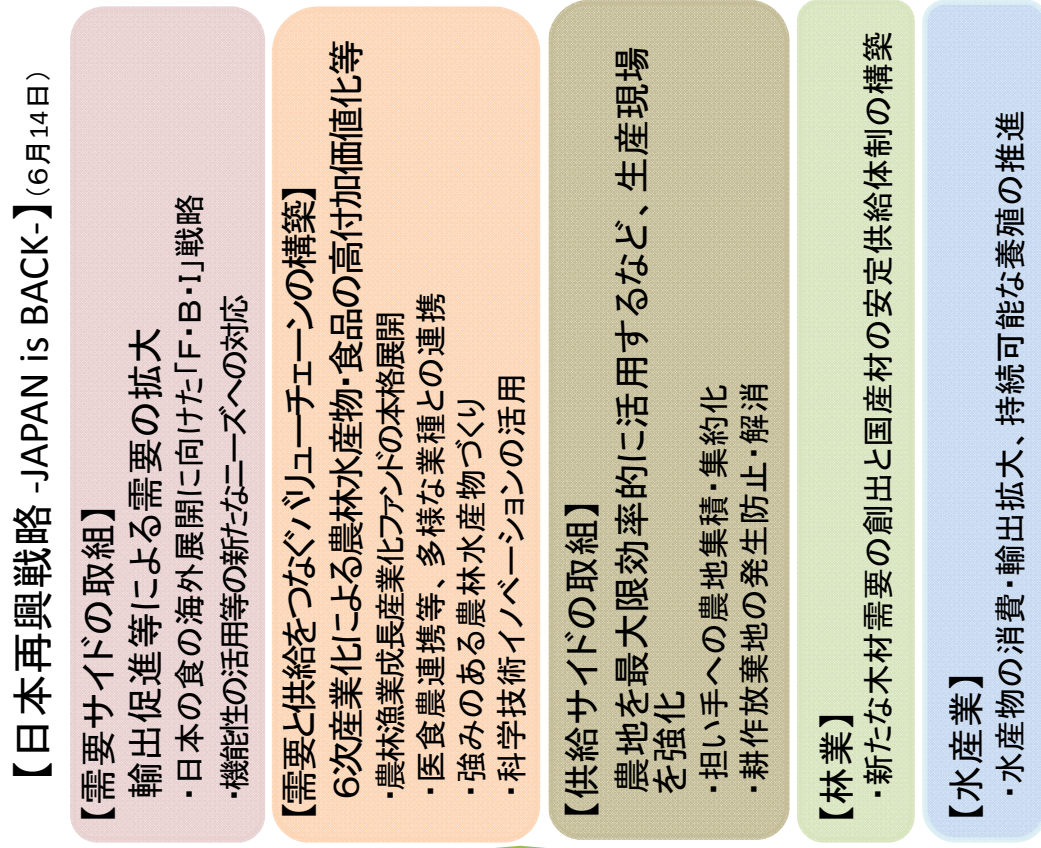 【日本再興戦略 -JAPAN is BACK-】(6月14日)
【需要サイドの取組】
輸出促進等による需要の拡大
・日本の食の海外展開に向けた「F・B・I」戦略
・機能性の活用等の新たなニーズへの対応
【需要と供給をつなぐバリューチェーンの構築】
6次産業化による農林水産物・食品の高付加価値化等
・農林漁業成長産業化ファンドの本格展開
・医食農連携等、多様な業種との連携
・強みのある農林水産物づくり
・科学技術イノベーションの活用
【供給サイドの取組】
農地を最大限効率的に活用するなど、生産現場
を強化
・担い手への農地集積・集約化
・耕作放棄地の発生防止・解消
【林業】
・新たな木材需要の創出と国産材の安定供給体制の構築
【水産業】
・水産物の消費・輸出拡大、持続可能な養殖の推進